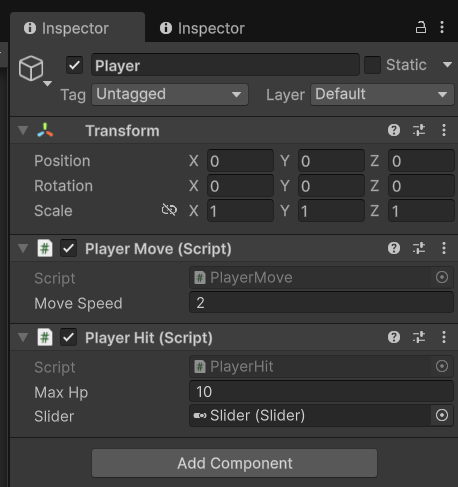 Inspector Inspector
Player Static
Tag Untagged Layer Default
Transform
Position X 0 Y 0 Z 0
Rotation X 0 Y 0 Z 0
Scale X 1 Y 1 Z 1
# Player Move (Script)
Script # PlayerMove
Move Speed 2
# Player Hit (Script)
Script # PlayerHit
Max Hp 10
Slider Slider (Slider)
Add Component